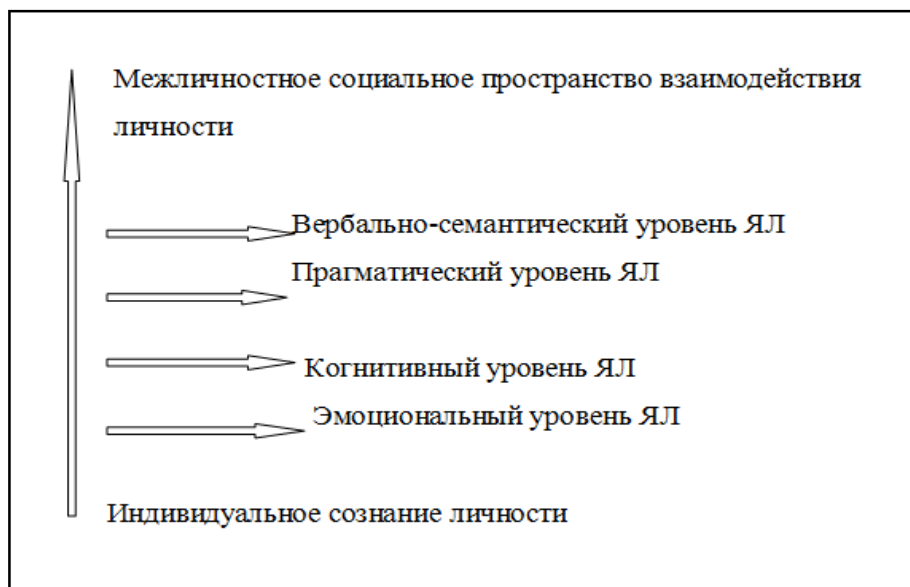 Межличностное социальное пространство взаимодействия
личности
Вербально-семантический уровень ЯЛ
Прагматический уровень ЯЛ
Когнитивный уровень ЯЛ
Эмоциональный уровень ЯЛ
Индивидуальное сознание личности